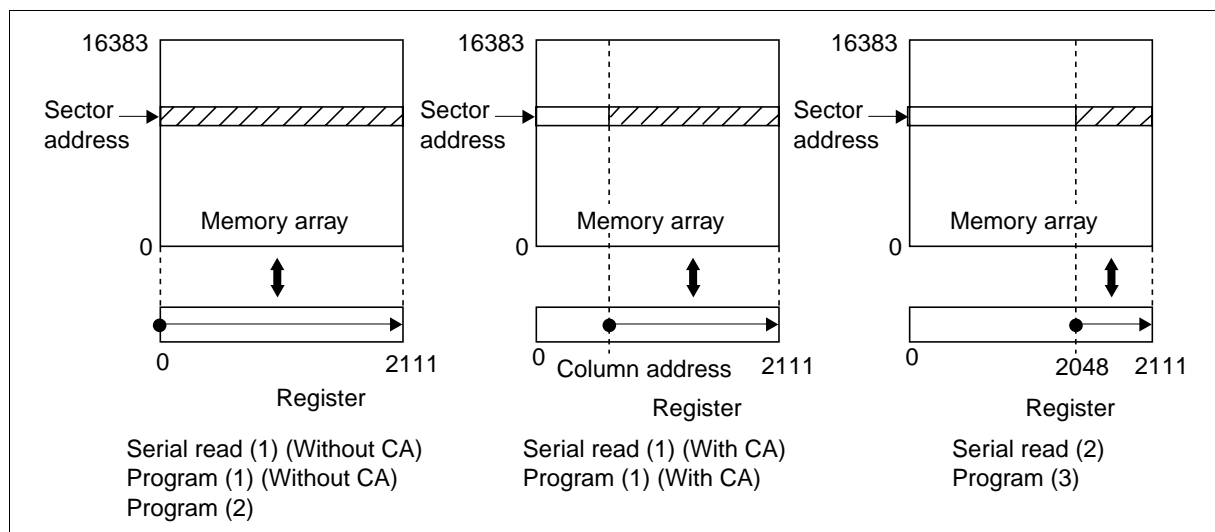 16383
Sector
address
Memory array
0
0
2111
Register
Serial read (1) (Without CA)
Program (1) (Without CA)
Program (2)
16383
Sector
address
Memory array
0
0
Column address
2111
Register
Serial read (1) (With CA)
Program (1) (With CA)
16383
Sector
address
Memory array
0
0
2048
2111
Register
Serial read (2)
Program (3)